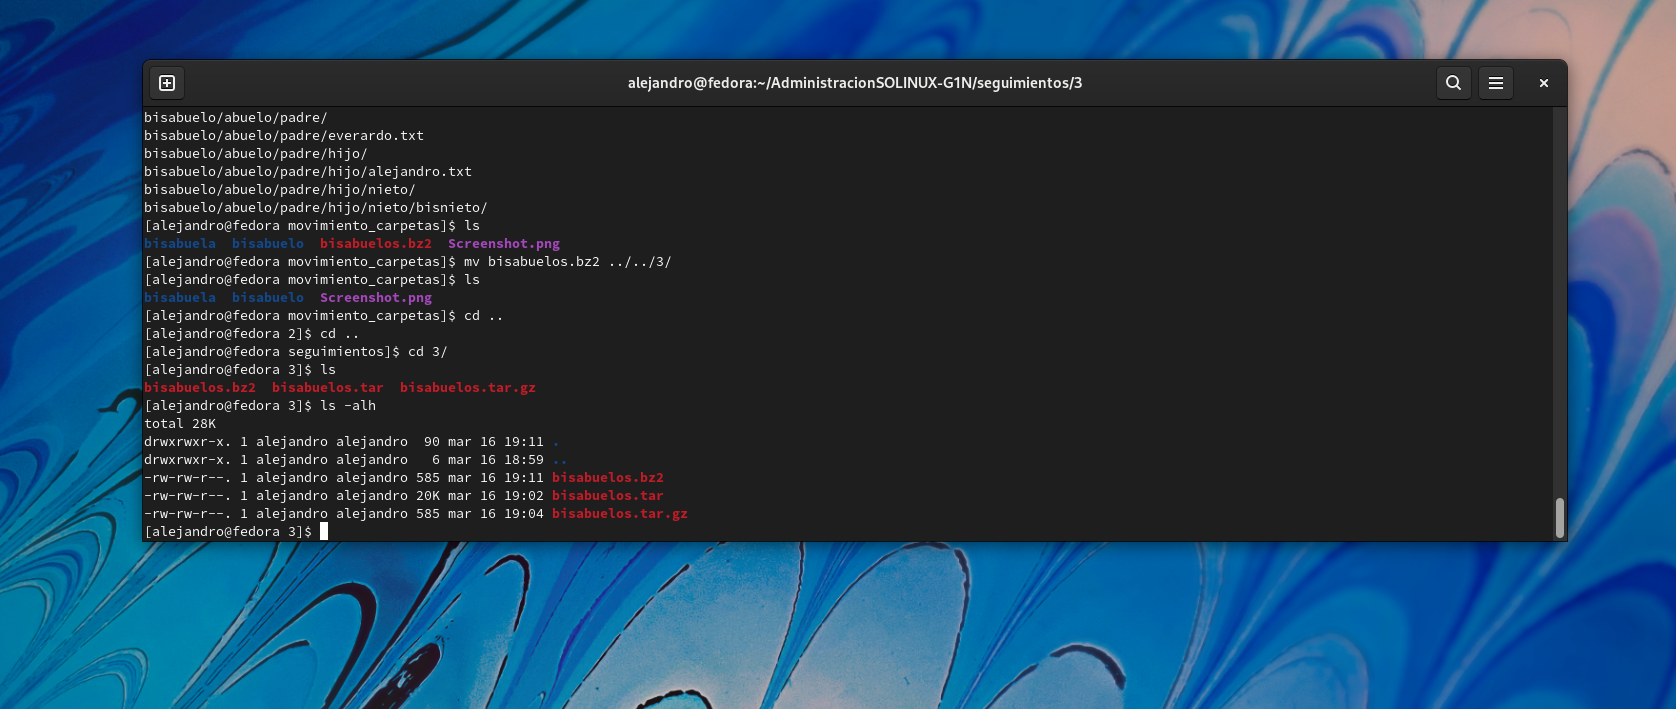 alejandro@fedora:~/AdministracionSOLINUX-G1N/seguimientos/3
bisabuelo/abuelo/padre/
bisabuelo/abuelo/padre/everardo.txt
bisabuelo/abuelo/padre/hijo/
bisabuelo/abuelo/padre/hijo/alejandro.txt
bisabuelo/abuelo/padre/hijo/nieto/
bisabuelo/abuelo/padre/hijo/nieto/bisnieto/
[alejandro@fedora movimiento_carpetas]$ ls
bisabuela  bisabuelo  bisabuelos.bz2  Screenshot.png
[alejandro@fedora movimiento_carpetas]$ mv bisabuelos.bz2 ../../3/
[alejandro@fedora movimiento_carpetas]$ ls
bisabuela  bisabuelo  Screenshot.png
[alejandro@fedora movimiento_carpetas]$ cd ..
[alejandro@fedora 2]$ cd ..
[alejandro@fedora seguimientos]$ cd 3/
[alejandro@fedora 3]$ ls
bisabuelos.bz2  bisabuelos.tar  bisabuelos.tar.gz
[alejandro@fedora 3]$ ls -alh
total 28K
drwxrwxr-x. 1 alejandro alejandro  90 mar 16 19:11 .
drwxrwxr-x. 1 alejandro alejandro   6 mar 16 18:59 ..
-rw-rw-r--. 1 alejandro alejandro 585 mar 16 19:11 bisabuelos.bz2
-rw-rw-r--. 1 alejandro alejandro 20K mar 16 19:02 bisabuelos.tar
-rw-rw-r--. 1 alejandro alejandro 585 mar 16 19:04 bisabuelos.tar.gz
[alejandro@fedora 3]$